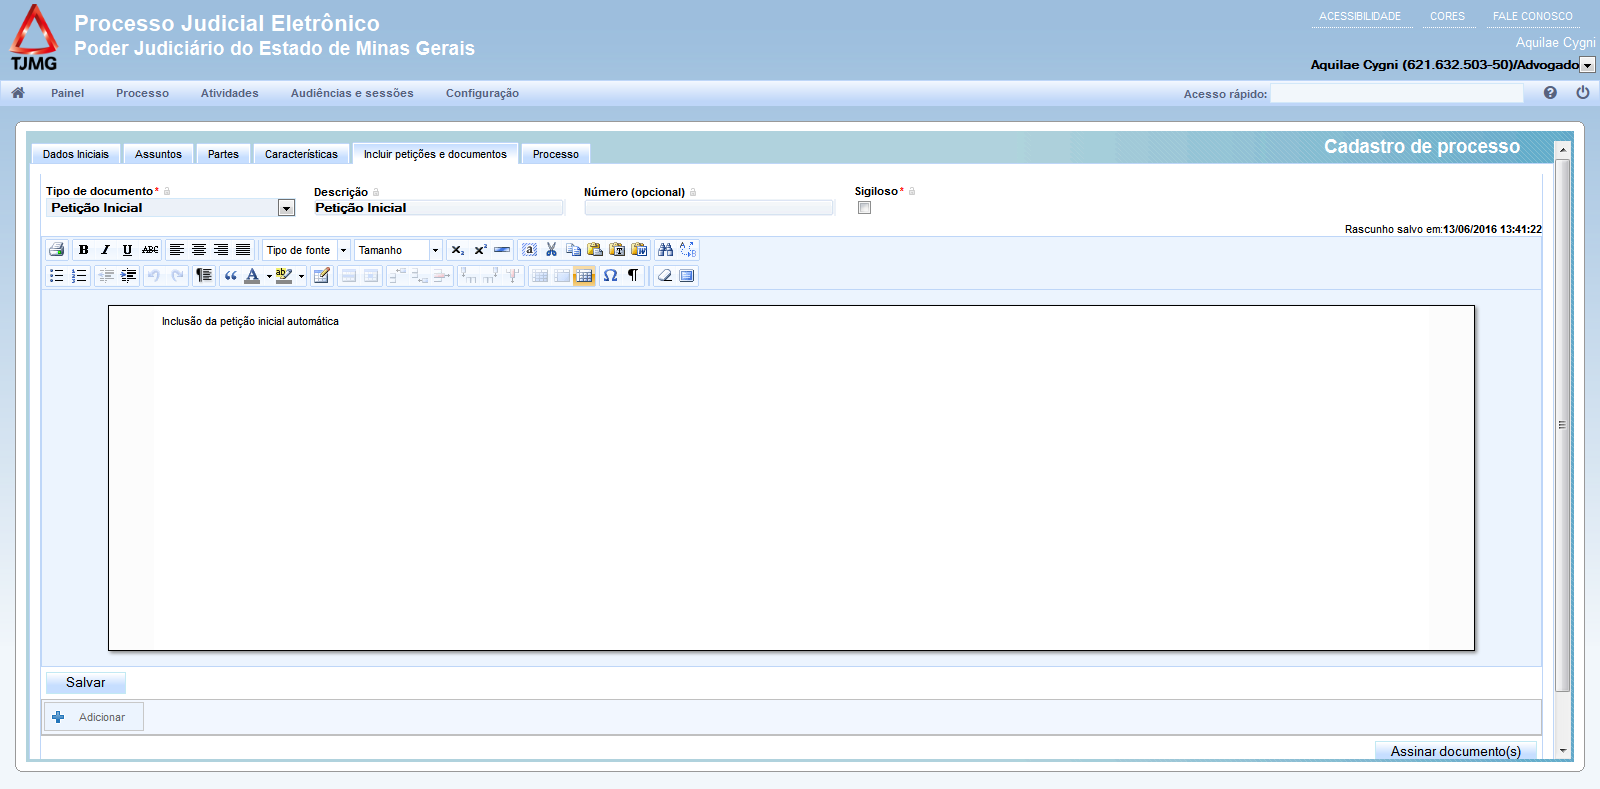 Processo Judicial Eletrônico
Poder Judiciário do Estado de Minas Gerais
TJMG
ACESSIBILIDADE CORES FALE CONOSCO
Aquilae Cygni
Aquilae Cygni (621.632.503-50)/Advogado
Painel Processo Atividades Audiências e sessões Configuração Acesso rápido:
Cadastro de processo
Dados Iniciais Assuntos Partes Características Incluir petições e documentos Processo
Tipo de documento* Descrição Número (opcional) Sigiloso*
Petição Inicial Petição Inicial
Rascunho salvo em:13/06/2016 13:41:22
B I U ABC Tipo de fonte Tamanho x₂ x²
Inclusão da petição inicial automática
Salvar
Adicionar
Assinar documento(s)